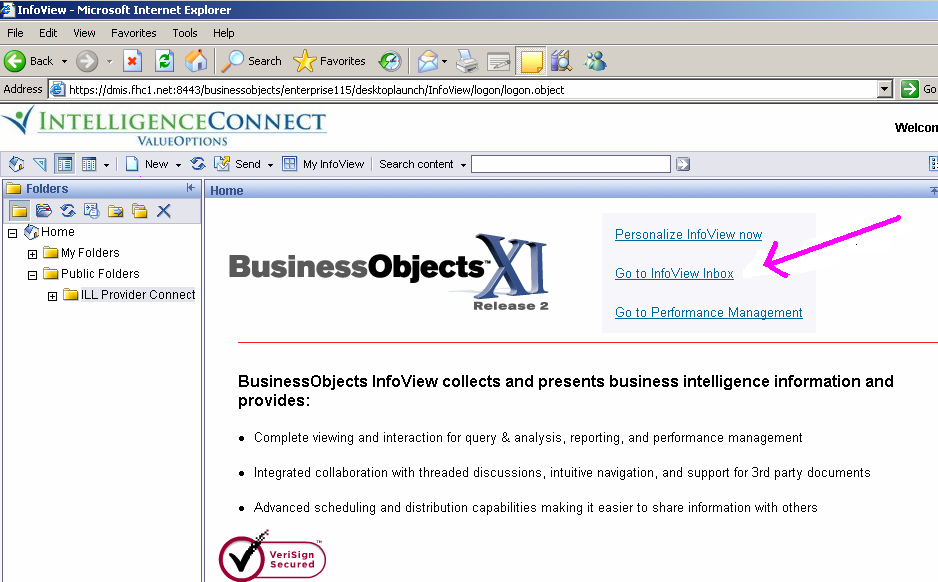 InfoView - Microsoft Internet Explorer
File Edit View Favorites Tools Help
Back Search Favorites
Address https://dmis.fhc1.net:8443/businessobjects/enterprise115/desktoplaunch/InfoView/logon/logon.object Go
INTELLIGENCECONNECT
VALUEOPTIONS
Welcom
New Send My InfoView Search content
Folders
Home
Home
My Folders
Public Folders
ILL Provider Connect
BusinessObjects™ XI
Release 2
Personalize InfoView now
Go to InfoView Inbox
Go to Performance Management
BusinessObjects InfoView collects and presents business intelligence information and
provides:
• Complete viewing and interaction for query & analysis, reporting, and performance management
• Integrated collaboration with threaded discussions, intuitive navigation, and support for 3rd party documents
• Advanced scheduling and distribution capabilities making it easier to share information with others
VeriSign™
Secured